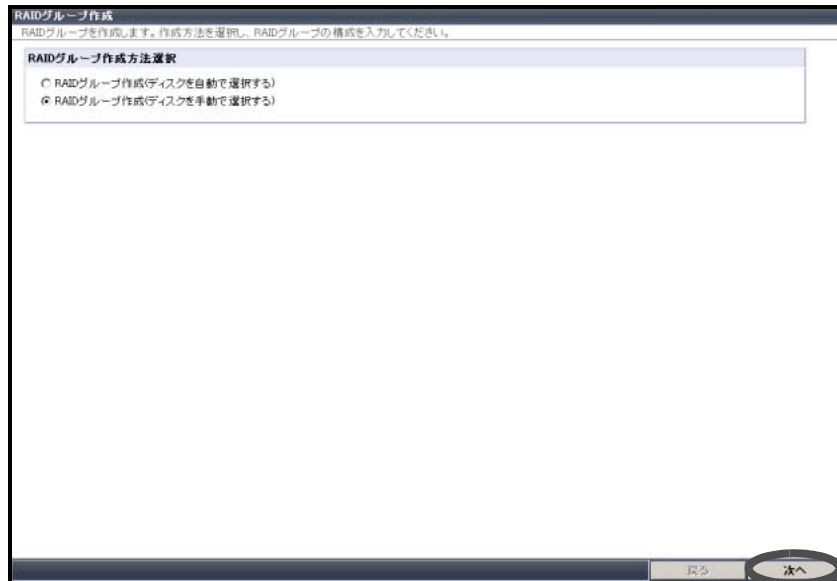 RAIDグループ作成
RAIDグループを作成します。作成方法を選択し、RAIDグループの構成を入力してください。
RAIDグループ作成方法選択
RAIDグループ作成(ディスクを自動で選択する)
RAIDグループ作成(ディスクを手動で選択する)
戻る
次へ